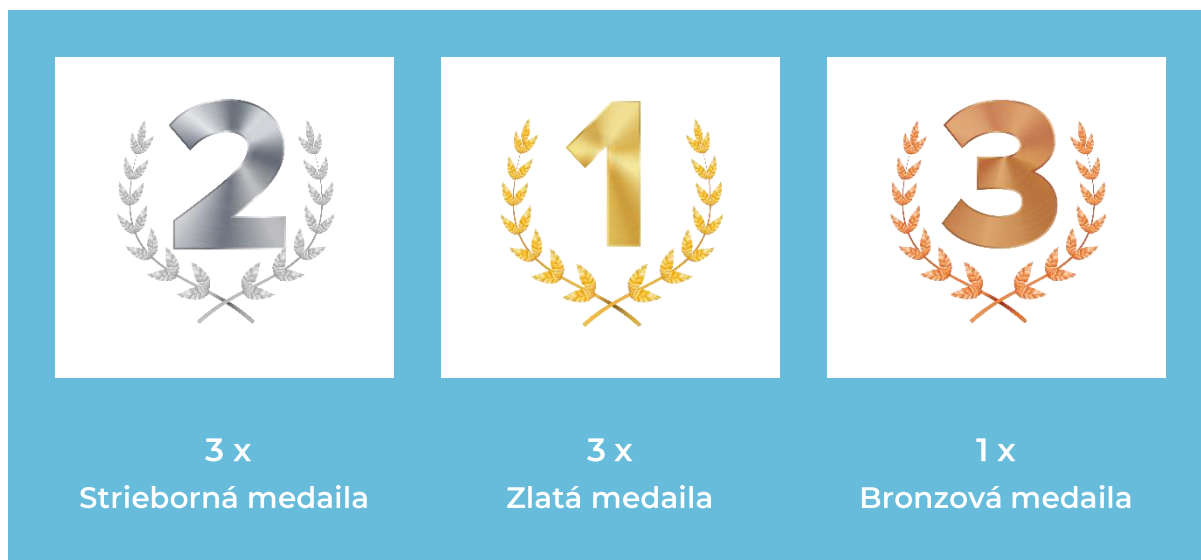 2
3 x
Strieborná medaila
1
3 x
Zlatá medaila
3
1 x
Bronzová medaila